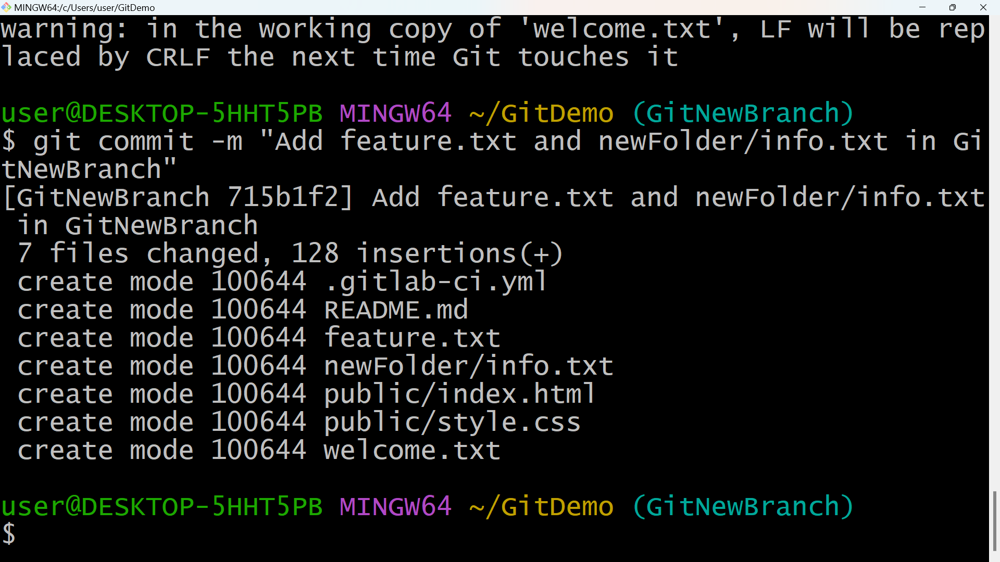 MINGW64:/c/Users/user/GitDemo
warning: in the working copy of 'welcome.txt', LF will be rep
laced by CRLF the next time Git touches it
user@DESKTOP-5HHT5PB MINGW64 ~/GitDemo (GitNewBranch)
$ git commit -m "Add feature.txt and newFolder/info.txt in Gi
tNewBranch"
[GitNewBranch 715b1f2] Add feature.txt and newFolder/info.txt
 in GitNewBranch
 7 files changed, 128 insertions(+)
 create mode 100644 .gitlab-ci.yml
 create mode 100644 README.md
 create mode 100644 feature.txt
 create mode 100644 newFolder/info.txt
 create mode 100644 public/index.html
 create mode 100644 public/style.css
 create mode 100644 welcome.txt
user@DESKTOP-5HHT5PB MINGW64 ~/GitDemo (GitNewBranch)
$